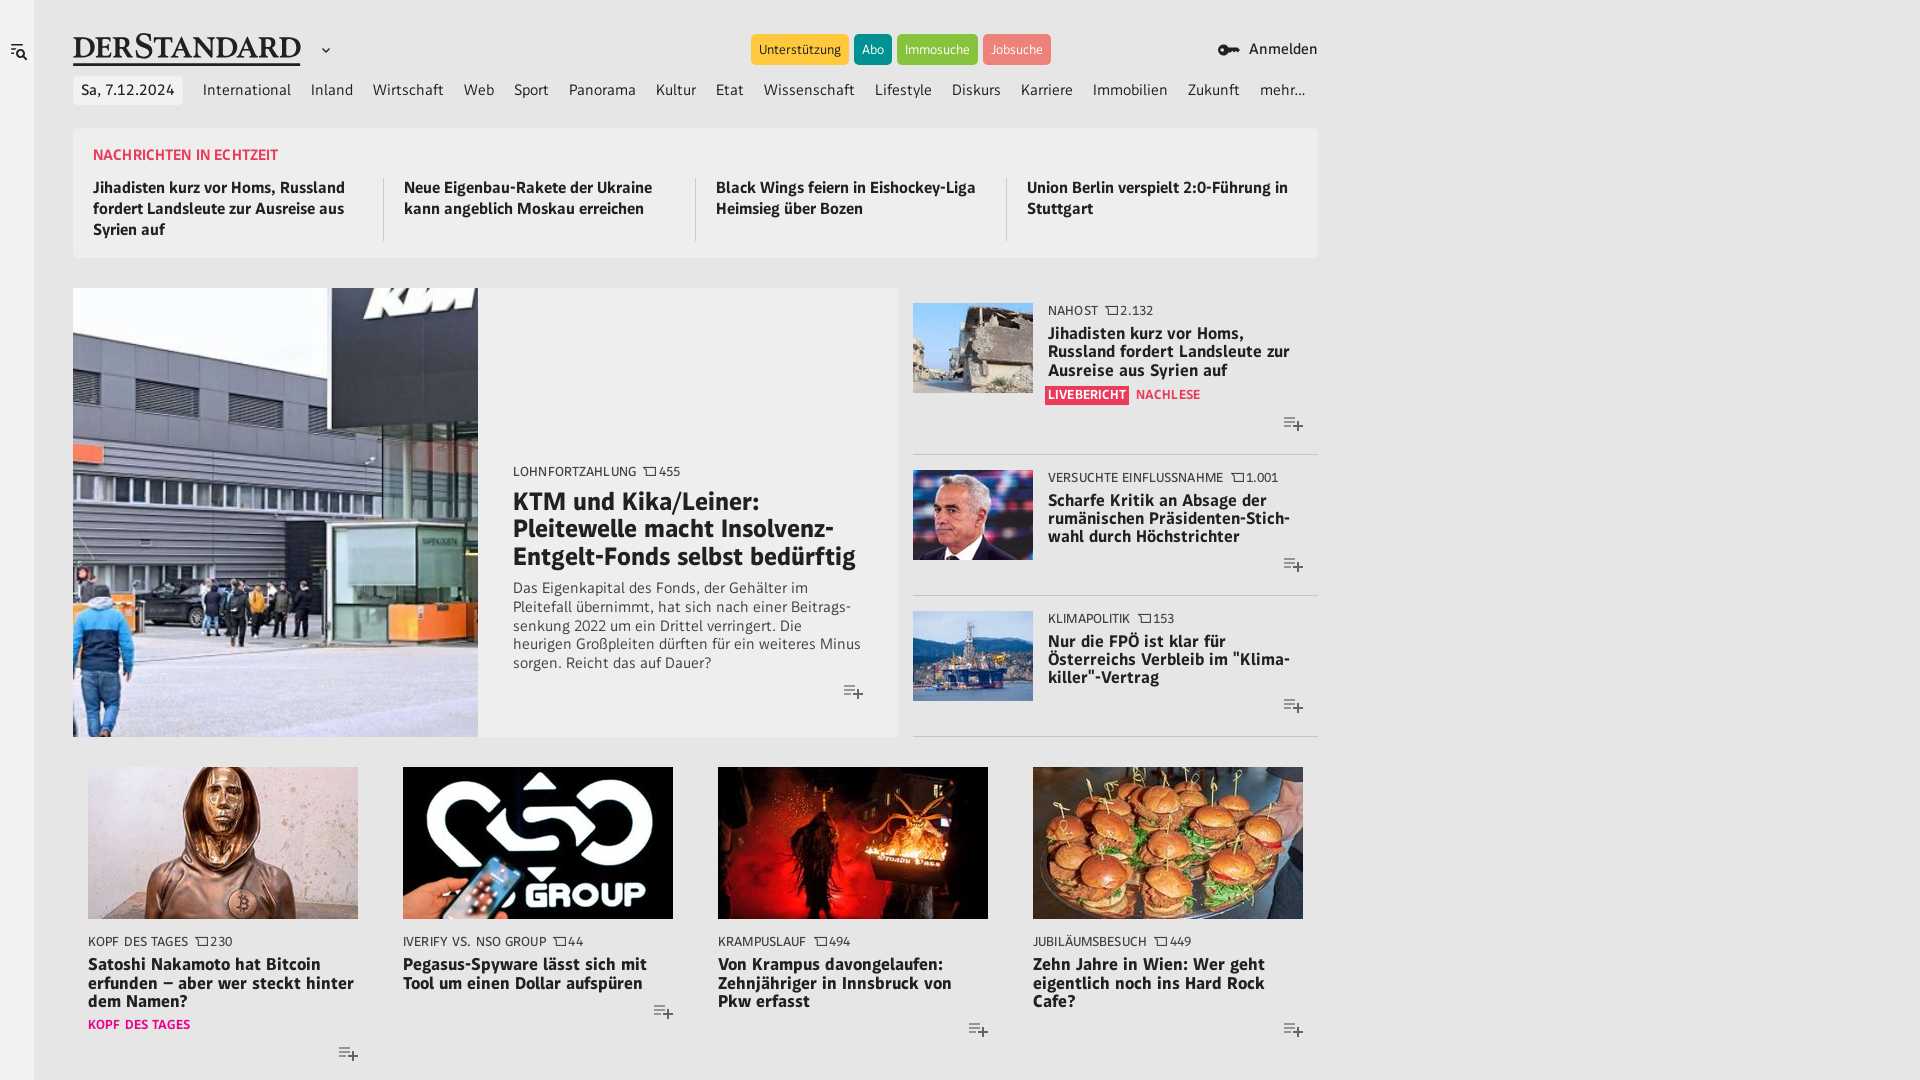 DERSTANDARD
Unterstützung
Abo
Immosuche
Jobsuche
Anmelden
Sa, 7.12.2024
International
Inland
Wirtschaft
Web
Sport
Panorama
Kultur
Etat
Wissenschaft
Lifestyle
Diskurs
Karriere
Immobilien
Zukunft
mehr…
NACHRICHTEN IN ECHTZEIT
Jihadisten kurz vor Homs, Russland
fordert Landsleute zur Ausreise aus
Syrien auf
Neue Eigenbau-Rakete der Ukraine
kann angeblich Moskau erreichen
Black Wings feiern in Eishockey-Liga
Heimsieg über Bozen
Union Berlin verspielt 2:0-Führung in
Stuttgart
KTM
LOHNFORTZAHLUNG 455
KTM und Kika/Leiner:
Pleitewelle macht Insolvenz-
Entgelt-Fonds selbst bedürftig
Das Eigenkapital des Fonds, der Gehälter im
Pleitefall übernimmt, hat sich nach einer Beitrags-
senkung 2022 um ein Drittel verringert. Die
heurigen Großpleiten dürften für ein weiteres Minus
sorgen. Reicht das auf Dauer?
NAHOST 2.132
Jihadisten kurz vor Homs,
Russland fordert Landsleute zur
Ausreise aus Syrien auf
LIVEBERICHT NACHLESE
VERSUCHTE EINFLUSSNAHME 1.001
Scharfe Kritik an Absage der
rumänischen Präsidenten-Stich-
wahl durch Höchstrichter
KLIMAPOLITIK 153
Nur die FPÖ ist klar für
Österreichs Verbleib im "Klima-
killer"-Vertrag
KOPF DES TAGES 230
Satoshi Nakamoto hat Bitcoin
erfunden – aber wer steckt hinter
dem Namen?
KOPF DES TAGES
NSO
GROUP
IVERIFY VS. NSO GROUP 44
Pegasus-Spyware lässt sich mit
Tool um einen Dollar aufspüren
KRAMPUSLAUF 494
Von Krampus davongelaufen:
Zehnjähriger in Innsbruck von
Pkw erfasst
JUBILÄUMSBESUCH 449
Zehn Jahre in Wien: Wer geht
eigentlich noch ins Hard Rock
Cafe?